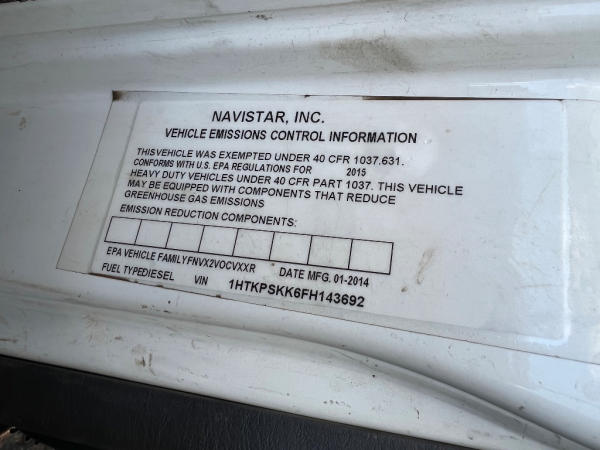 NAVISTAR, INC.
VEHICLE EMISSIONS CONTROL INFORMATION
THISVEHICLE WAS EXEMPTED UNDER 40 CFR 1037.631.
CONFORMS WITH U.S. EPA REGULATIONS FOR 2015
HEAVY DUTY VEHICLES UNDER 40 CFR PART 1037. THIS VEHICLE
MAY BE EQUIPPED WITH COMPONENTS THAT REDUCE
GREENHOUSE GAS EMISSIONS
EMISSION REDUCTION COMPONENTS:
EPA VEHICLE FAMILYFNVX2VOCVXXR DATE MFG. 01-2014
FUEL TYPEDIESEL VIN 1HTKPSKK6FH143692